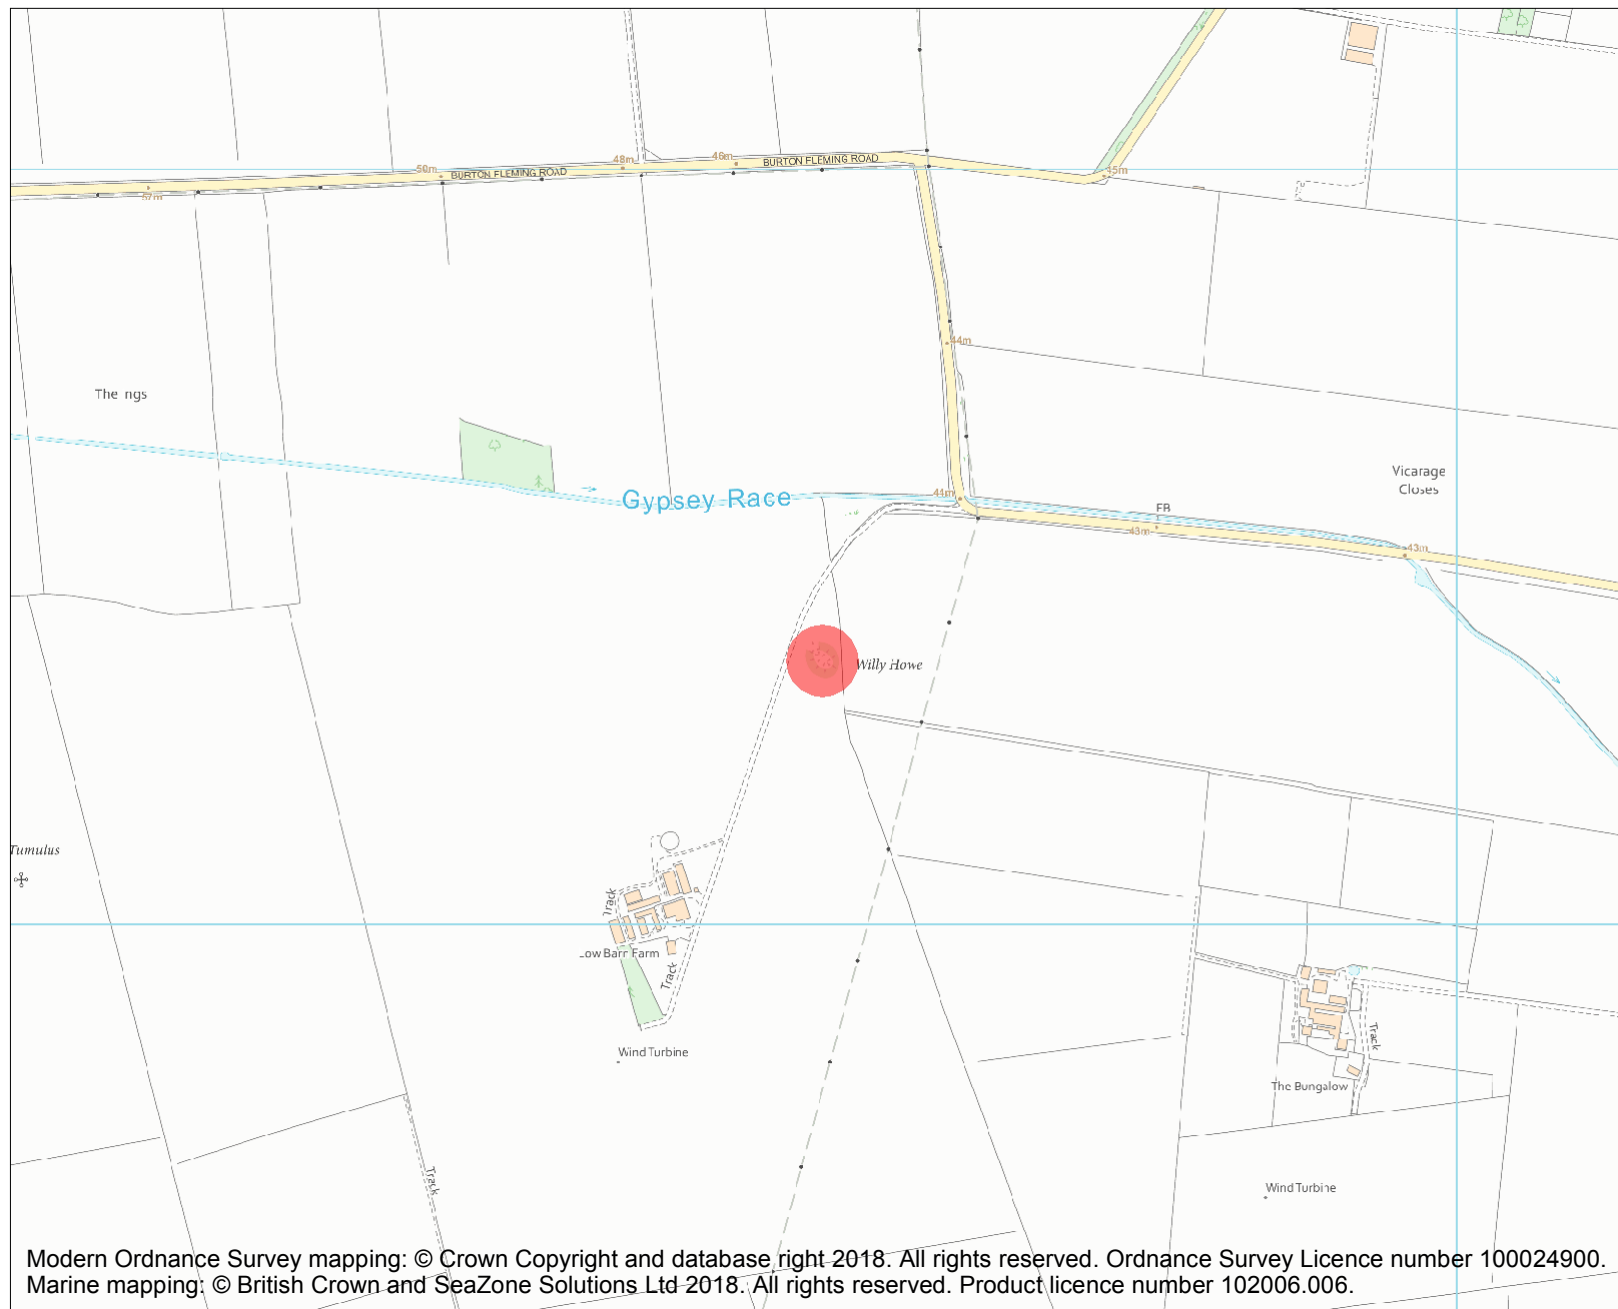 48m
46m
BURTON FLEMING ROAD
50m
BURTON FLEMING ROAD
45m
57m
44m
The ngs
Vicarage
Closes
44m
Gypsey Race
FB
43m
43m
Willy Howe
Tumulus
Track
Low Barn Farm
Track
Track
Wind Turbine
The Bungalow
Track
Wind Turbine
Modern Ordnance Survey mapping: © Crown Copyright and database right 2018. All rights reserved. Ordnance Survey Licence number 100024900.
Marine mapping: © British Crown and SeaZone Solutions Ltd 2018. All rights reserved. Product licence number 102006.006.